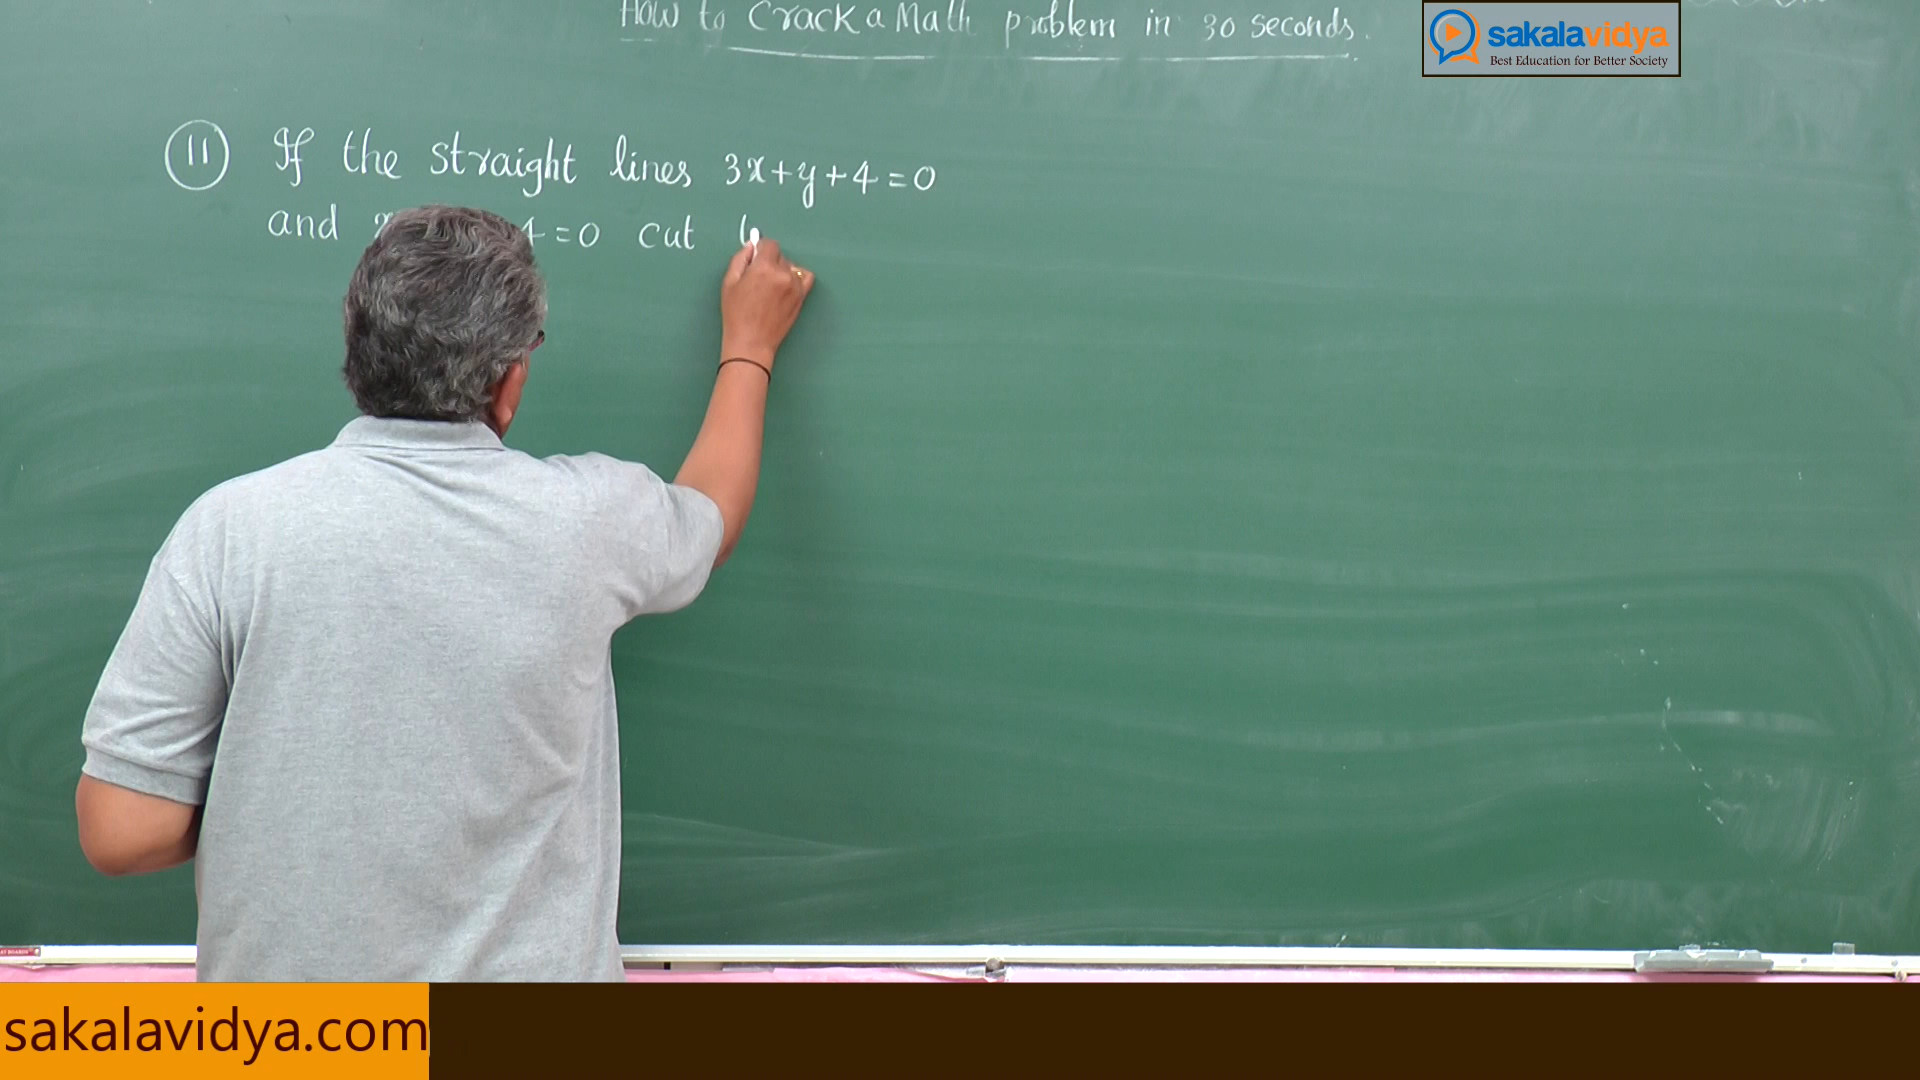 How to Crack a Math problem in 30 seconds.
sakalavidya
Best Education for Better Society
11 If the straight lines 3x+y+4=0
and x 4=0 cut
sakalavidya.com